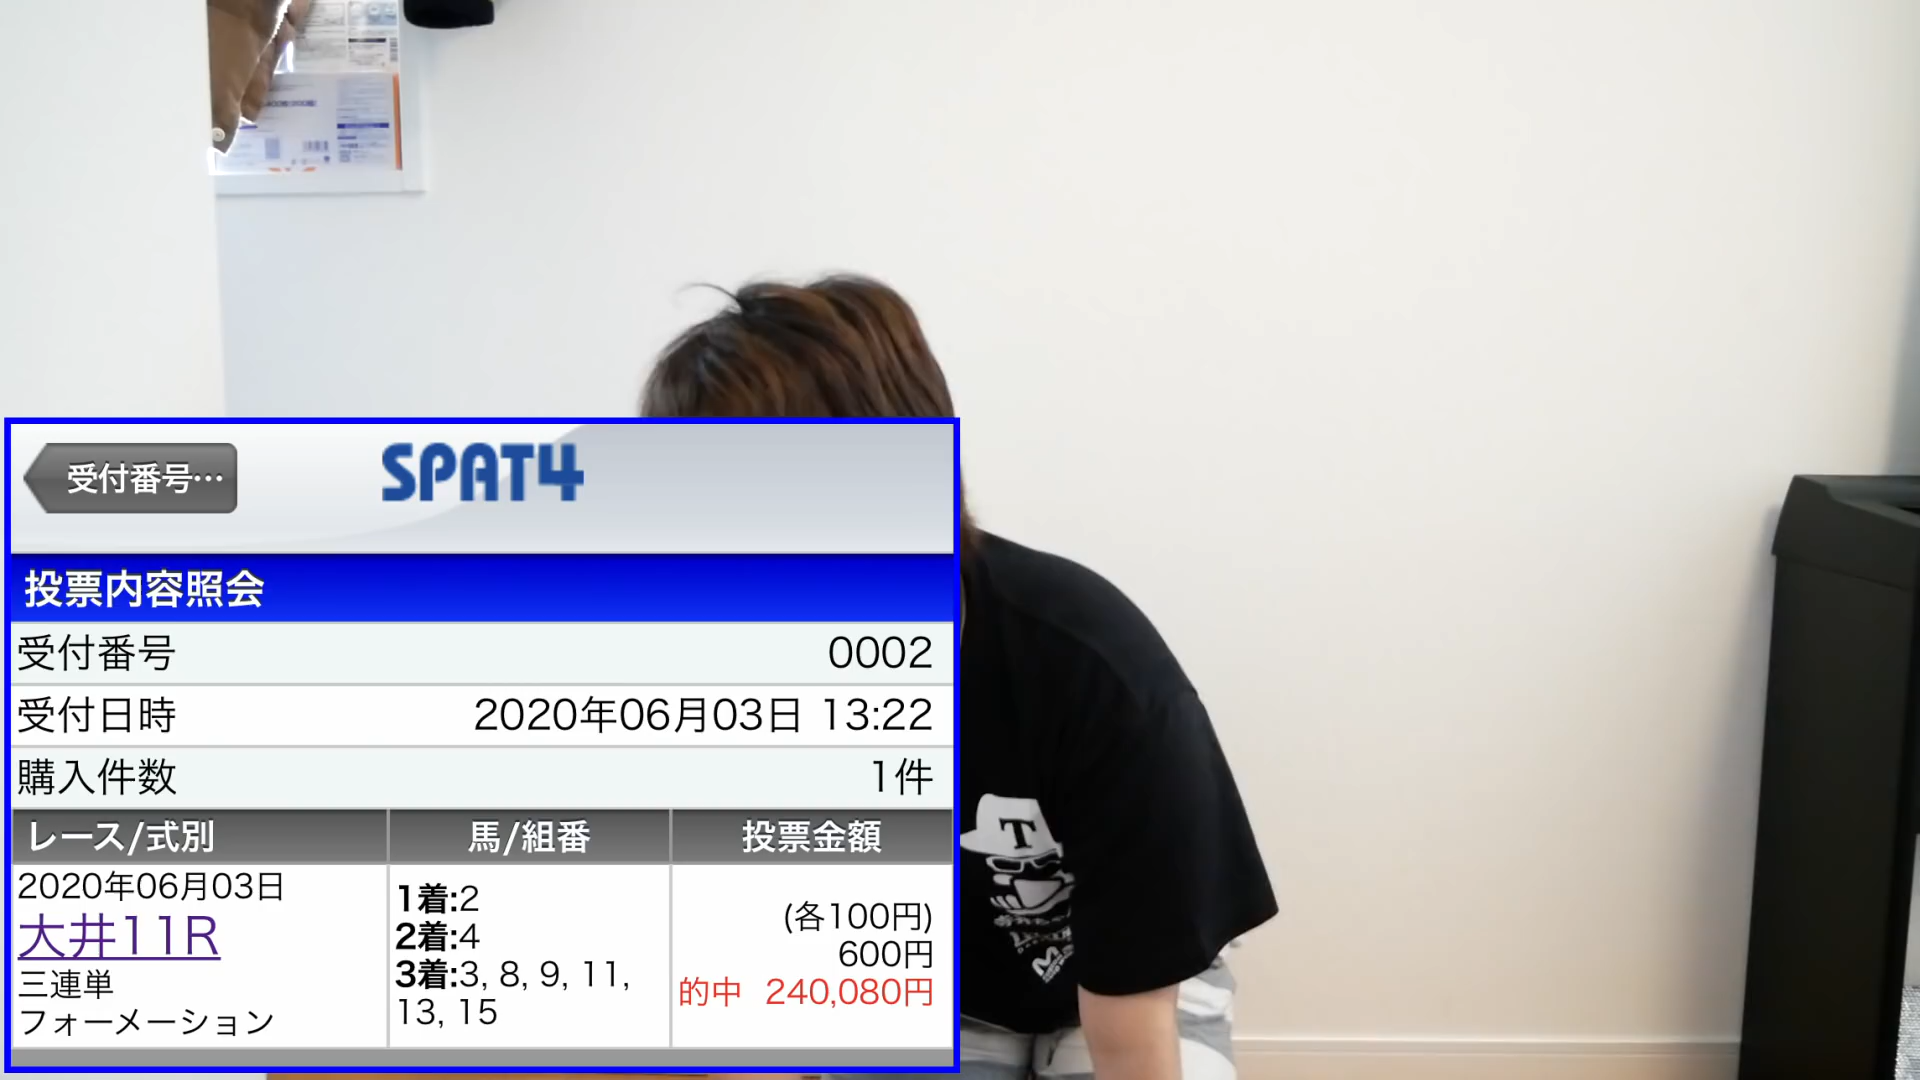 受付番号…
SPAT4
投票内容照会
受付番号 0002
受付日時 2020年06月03日 13:22
購入件数 1件
レース/式別 馬/組番 投票金額
2020年06月03日
大井11R
三連単
フォーメーション
1着:2
2着:4
3着:3, 8, 9, 11,
13, 15
(各100円)
600円
的中 240,080円
T